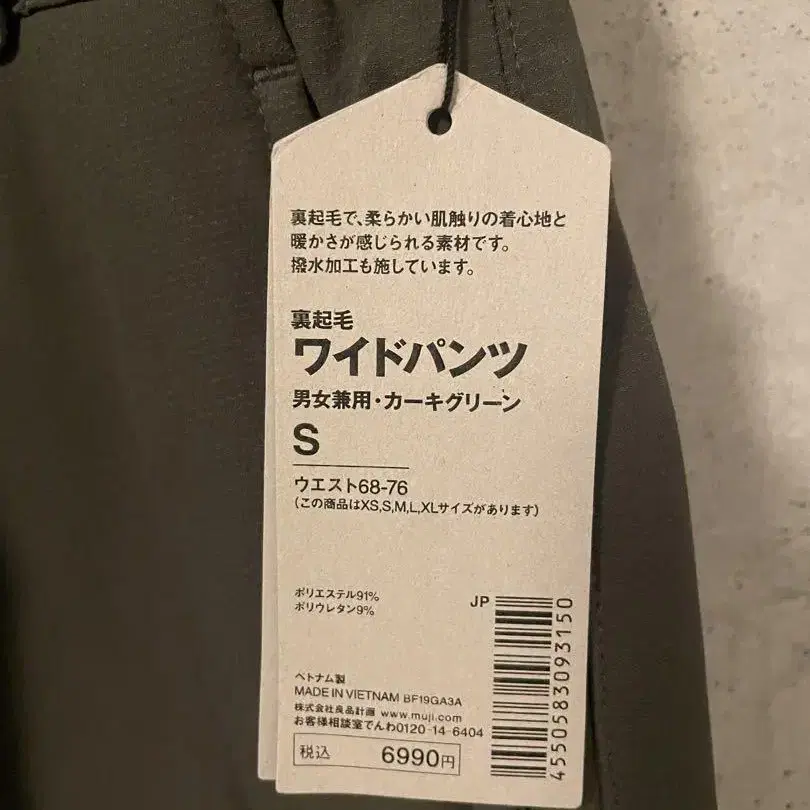 裏起毛で、柔らかい肌触りの着心地と
暖かさが感じられる素材です。
撥水加工も施しています。
裏起毛
ワイドパンツ
男女兼用・カーキグリーン
S
ウエスト68-76
(この商品はXS,S,M,L,XLサイズがあります)
ポリエステル91%
ポリウレタン9%
JP
4550583093150
ベトナム製
MADE IN VIETNAM BF19GA3A
株式会社良品計画 www.muji.com
お客様相談室でんわ0120-14-6404
税込 6990円